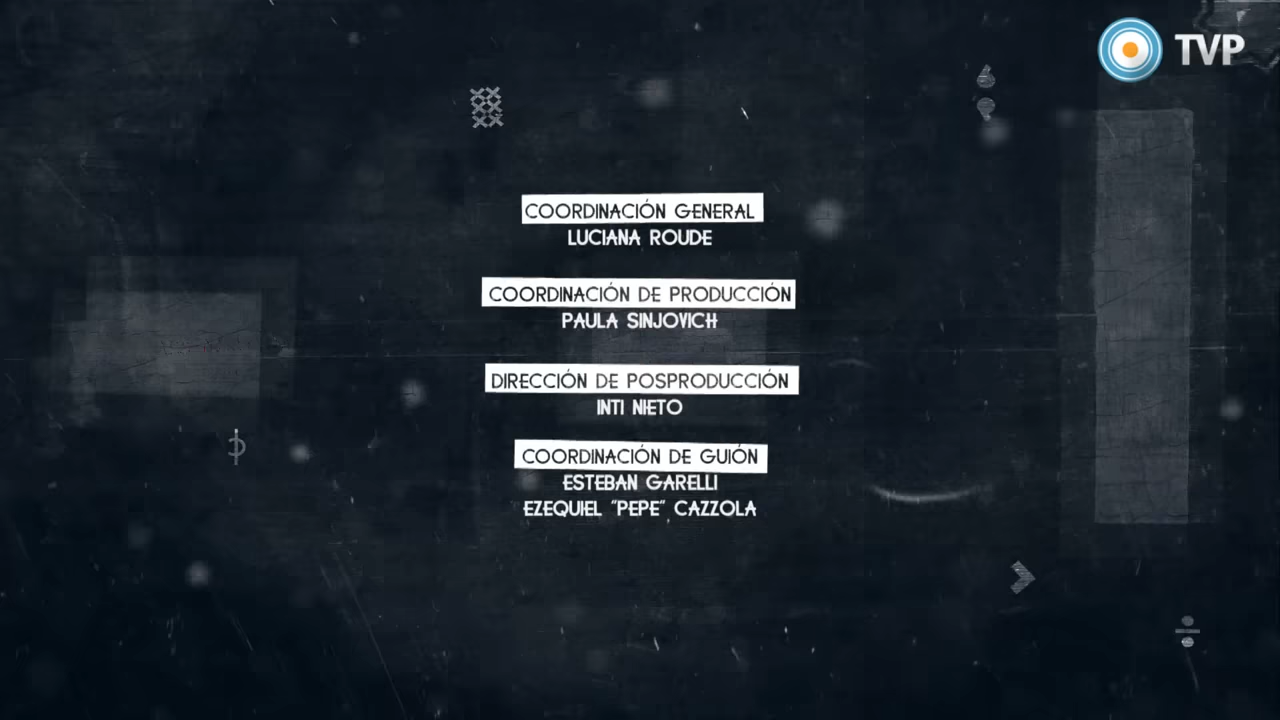 TVP
COORDINACIÓN GENERAL
LUCIANA ROUDE
COORDINACIÓN DE PRODUCCIÓN
PAULA SINJOVICH
DIRECCIÓN DE POSPRODUCCIÓN
INTI NIETO
COORDINACIÓN DE GUIÓN
ESTEBAN GARELLI
EZEQUIEL "PEPE" CAZZOLA